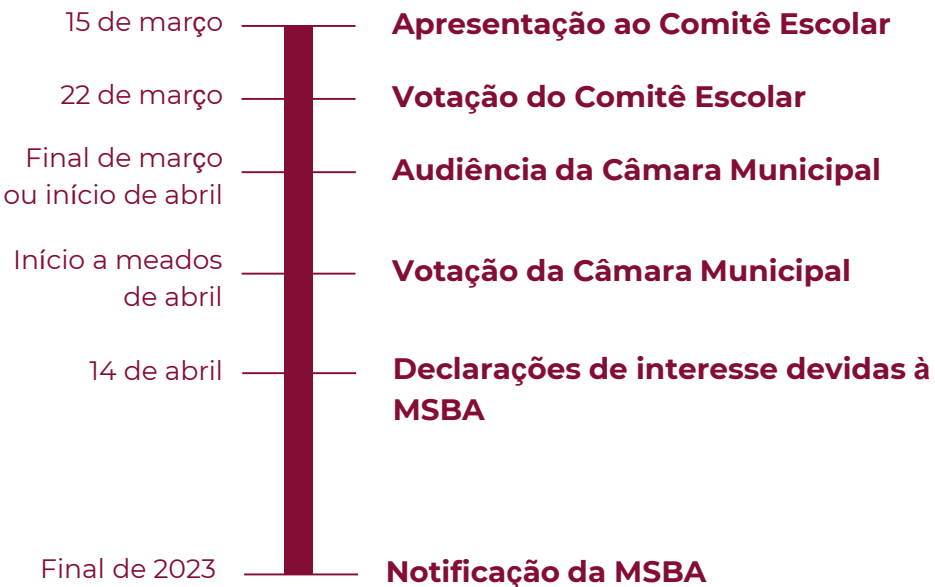 15 de março
Apresentação ao Comitê Escolar
22 de março
Votação do Comitê Escolar
Final de março
ou início de abril
Audiência da Câmara Municipal
Início a meados
de abril
Votação da Câmara Municipal
14 de abril
Declarações de interesse devidas à
MSBA
Final de 2023
Notificação da MSBA